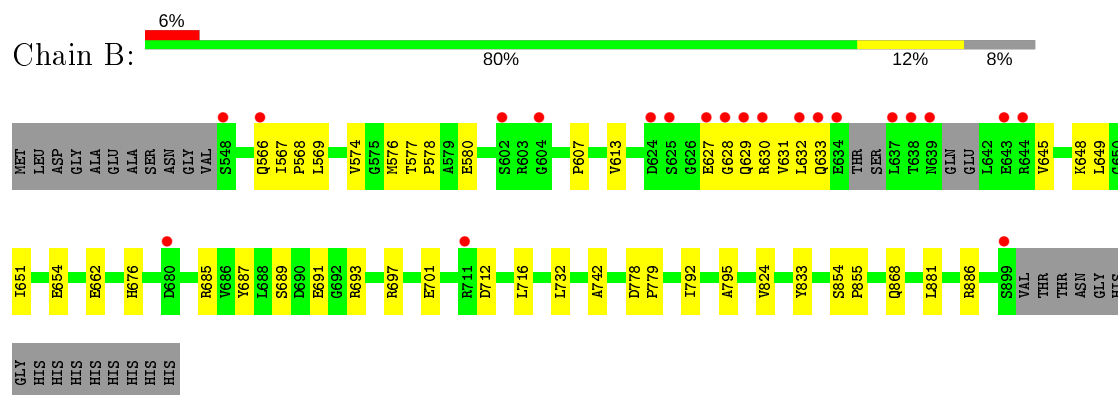 6%
Chain B:
80% 12% 8%
MET LEU ASP GLY ALA GLU ALA SER ASN GLY VAL S548 Q566 I567 P568 L569 V574 G575 M576 T577 P578 A579 E580 S602 R603 G604 P607 V613 D624 S625 G626 E627 G628 Q629 R630 V631 L632 Q633 E634 THR SER L637 T638 N639 GLN GLU L642 E643 R644 V645 K648 L649 G650
I651 E654 E662 H676 D680 R685 V686 Y687 L688 S689 D690 E691 G692 R693 R697 E701 R711 D712 L716 L732 A742 D778 P779 I792 A795 V824 Y833 S854 P855 Q868 L881 R886 S899 VAL THR THR ASN GLY HIS
GLY HIS HIS HIS HIS HIS HIS HIS HIS